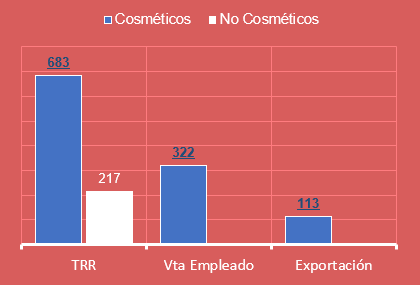 Cosméticos No Cosméticos
683
217
322
113
TRR Vta Empleado Exportación